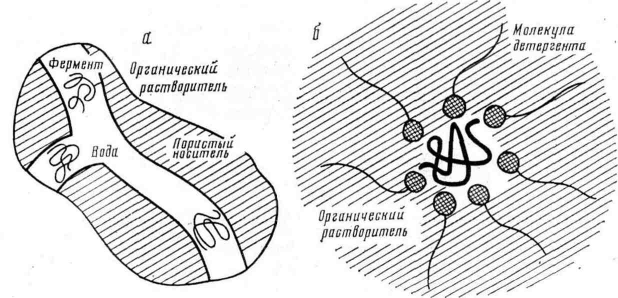 а
Фермент
Органический
растворитель
Вода
Пористый
носитель
б
Молекула
детергента
Органический
растворитель